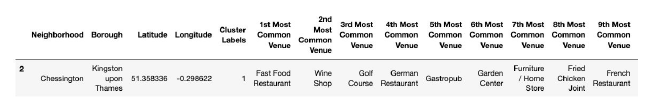 Neighborhood Borough Latitude Longitude Cluster Labels 1st Most Common Venue 2nd Most Common Venue 3rd Most Common Venue 4th Most Common Venue 5th Most Common Venue 6th Most Common Venue 7th Most Common Venue 8th Most Common Venue 9th Most Common Venue
2 Chessington Kingston upon Thames 51.358336 -0.298622 1 Fast Food Restaurant Wine Shop Golf Course German Restaurant Gastropub Garden Center Furniture / Home Store Fried Chicken Joint French Restaurant